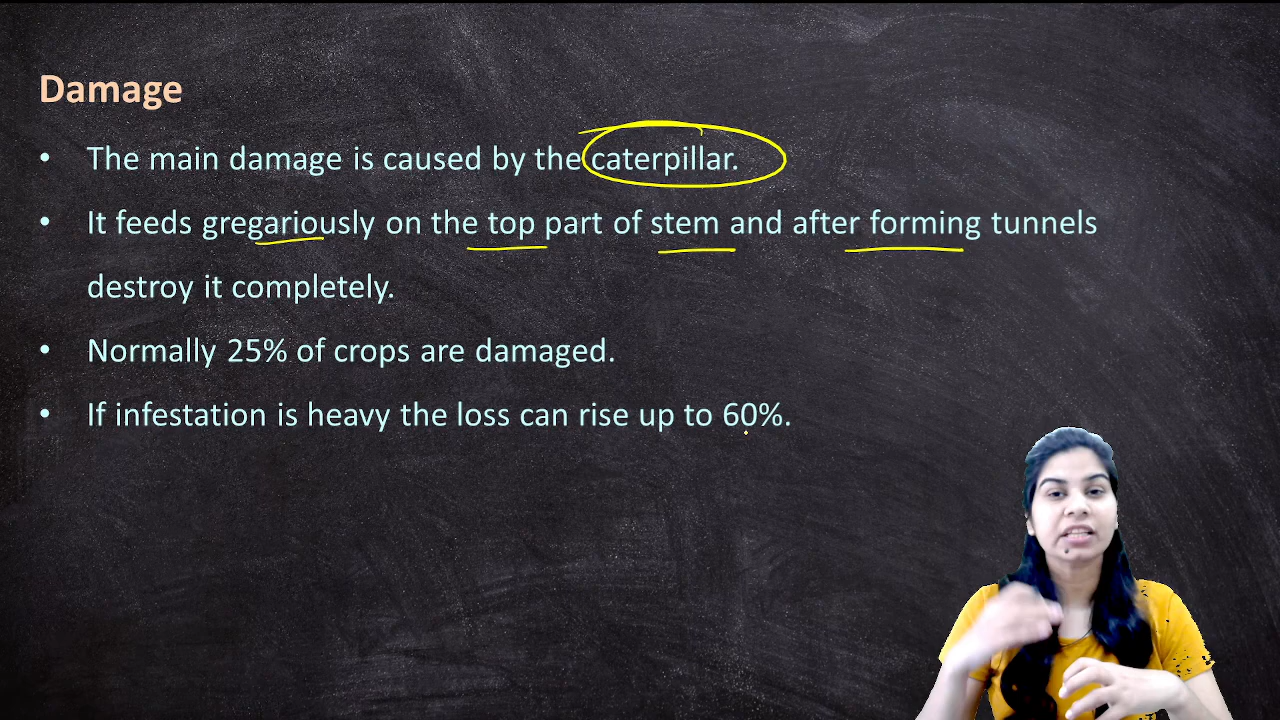 Damage
• The main damage is caused by the caterpillar.
• It feeds gregariously on the top part of stem and after forming tunnels
destroy it completely.
• Normally 25% of crops are damaged.
• If infestation is heavy the loss can rise up to 60%.